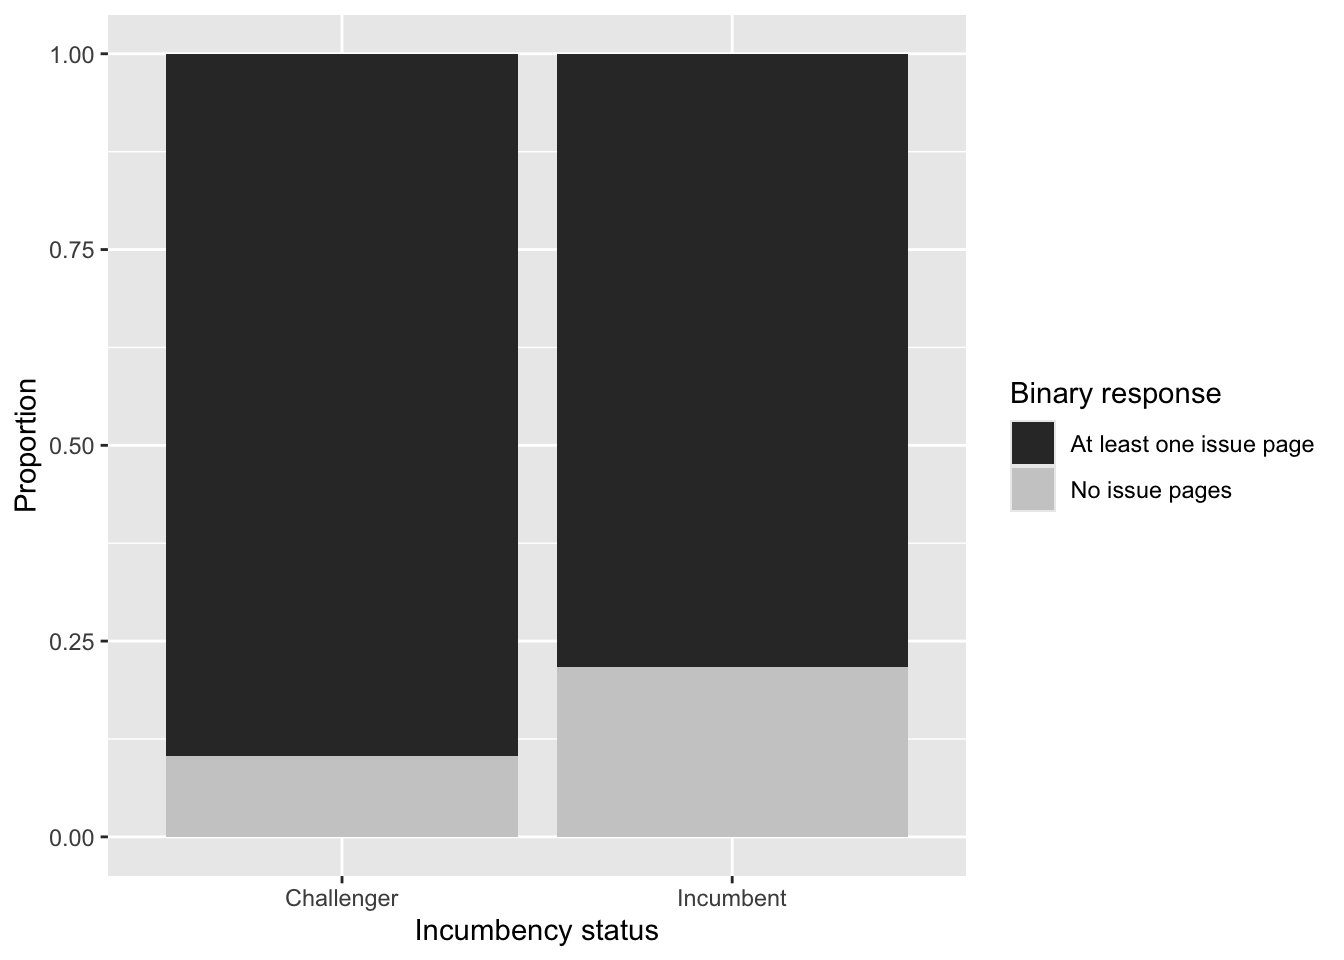 1.00
0.75
0.50
0.25
0.00
Proportion
Challenger
Incumbent
Incumbency status
Binary response
At least one issue page
No issue pages